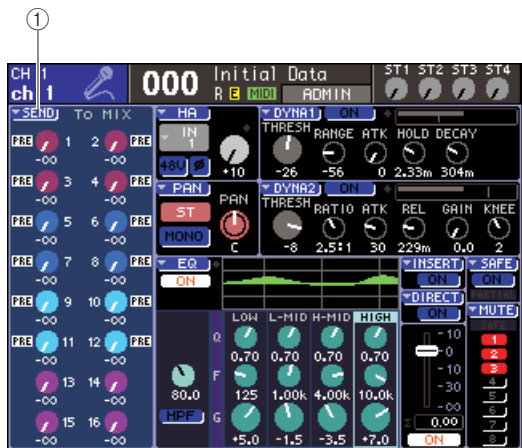 ①
CH 1
ch 1
000
Initial Data
R E MIDI ADMIN
ST1 ST2 ST3 ST4
SEND To MIX
PRE 1 2 PRE
-∞ -∞
PRE 3 4 PRE
-∞ -∞
PRE 5 6 PRE
-∞ -∞
PRE 7 8 PRE
-∞ -∞
PRE 9 10 PRE
-∞ -∞
PRE 11 12 PRE
-∞ -∞
13 14
-∞ -∞
15 16
-∞ -∞
HA
IN
1
48V Ø
+10
DYNA1 ON
THRESH RANGE ATK HOLD DECAY
-26 -56 0 2.33m 304m
PAN
ST
MONO
PAN
C
DYNA2 ON
THRESH RATIO ATK REL GAIN KNEE
-8 2.5:1 30 229m 0.0 2
EQ
ON
LOW L-MID H-MID HIGH
Q
0.70 0.70 0.70 0.70
F
80.0
125 1.00k 4.00k 10.0k
HPF
G
+5.0 -1.5 -3.5 +7.0
INSERT
ON
DIRECT
ON
10
0
-10
-30
-∞
Σ 0.00
ON
SAFE
ON
PARTIAL
MUTE
SAFE
1
2
3
4
5
6
7
8